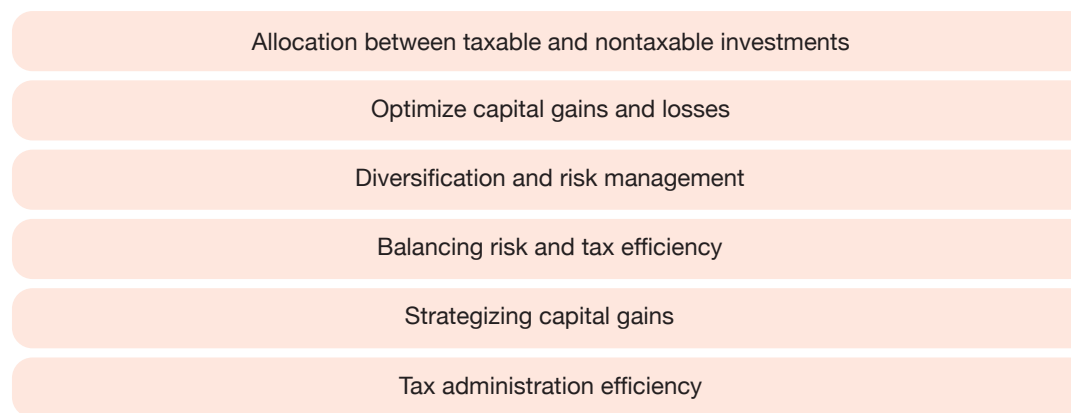 Allocation between taxable and nontaxable investments
Optimize capital gains and losses
Diversification and risk management
Balancing risk and tax efficiency
Strategizing capital gains
Tax administration efficiency